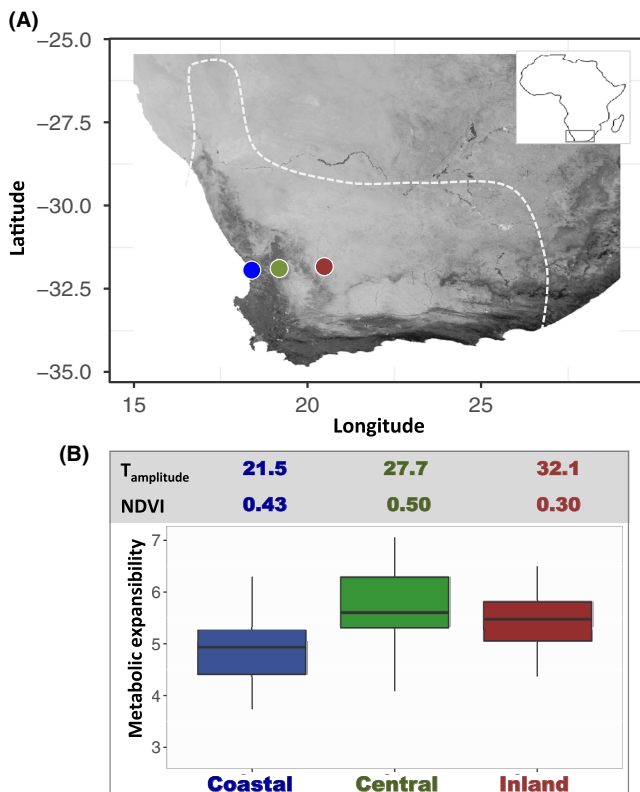 (A)
−25.0
−27.5
−30.0
−32.5
−35.0
Latitude
15 20 25
Longitude
(B)
Tamplitude 21.5 27.7 32.1
NDVI 0.43 0.50 0.30
Metabolic expansibility
7
6
5
4
3
Coastal Central Inland